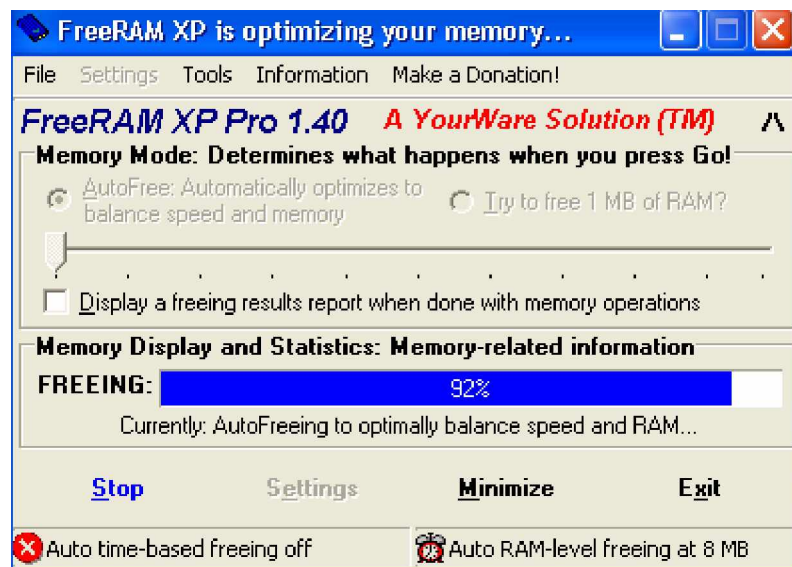 FreeRAM XP is optimizing your memory...
File Settings Tools Information Make a Donation!
FreeRAM XP Pro 1.40 A YourWare Solution (TM)
Memory Mode: Determines what happens when you press Go!
AutoFree: Automatically optimizes to balance speed and memory
Try to free 1 MB of RAM?
Display a freeing results report when done with memory operations
Memory Display and Statistics: Memory-related information
FREEING: 92%
Currently: AutoFreeing to optimally balance speed and RAM...
Stop Settings Minimize Exit
Auto time-based freeing off Auto RAM-level freeing at 8 MB